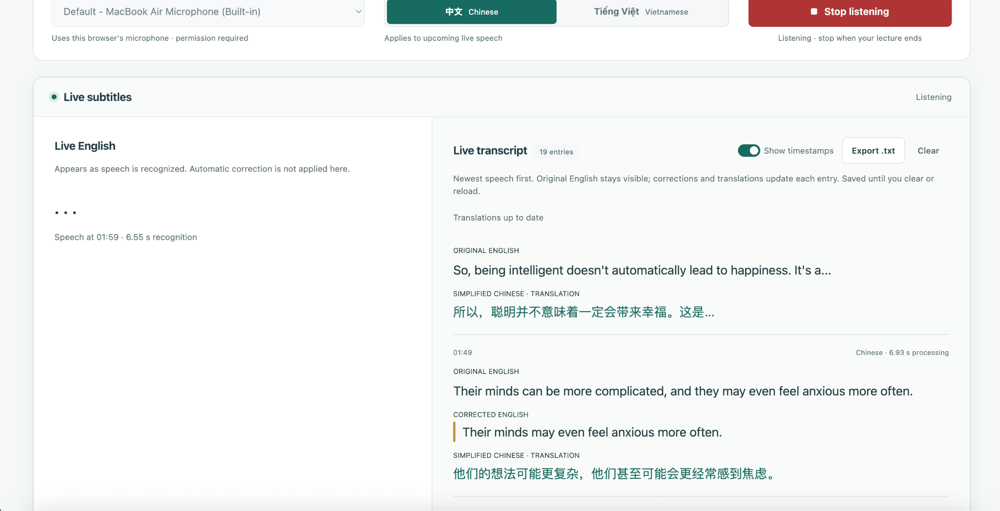 Default - MacBook Air Microphone (Built-in)
中文 Chinese
Tiếng Việt Vietnamese
Stop listening
Uses this browser's microphone · permission required
Applies to upcoming live speech
Listening · stop when your lecture ends
Live subtitles
Listening
Live English
Appears as speech is recognized. Automatic correction is not applied here.
. . .
Speech at 01:59 · 6.55 s recognition
Live transcript
19 entries
Show timestamps
Export .txt
Clear
Newest speech first. Original English stays visible; corrections and translations update each entry. Saved until you clear or
reload.
Translations up to date
ORIGINAL ENGLISH
So, being intelligent doesn't automatically lead to happiness. It's a...
SIMPLIFIED CHINESE · TRANSLATION
所以，聪明并不意味着一定会带来幸福。这是...
01:49
Chinese · 6.93 s processing
ORIGINAL ENGLISH
Their minds can be more complicated, and they may even feel anxious more often.
CORRECTED ENGLISH
Their minds may even feel anxious more often.
SIMPLIFIED CHINESE · TRANSLATION
他们的想法可能更复杂，他们甚至可能会更经常感到焦虑。